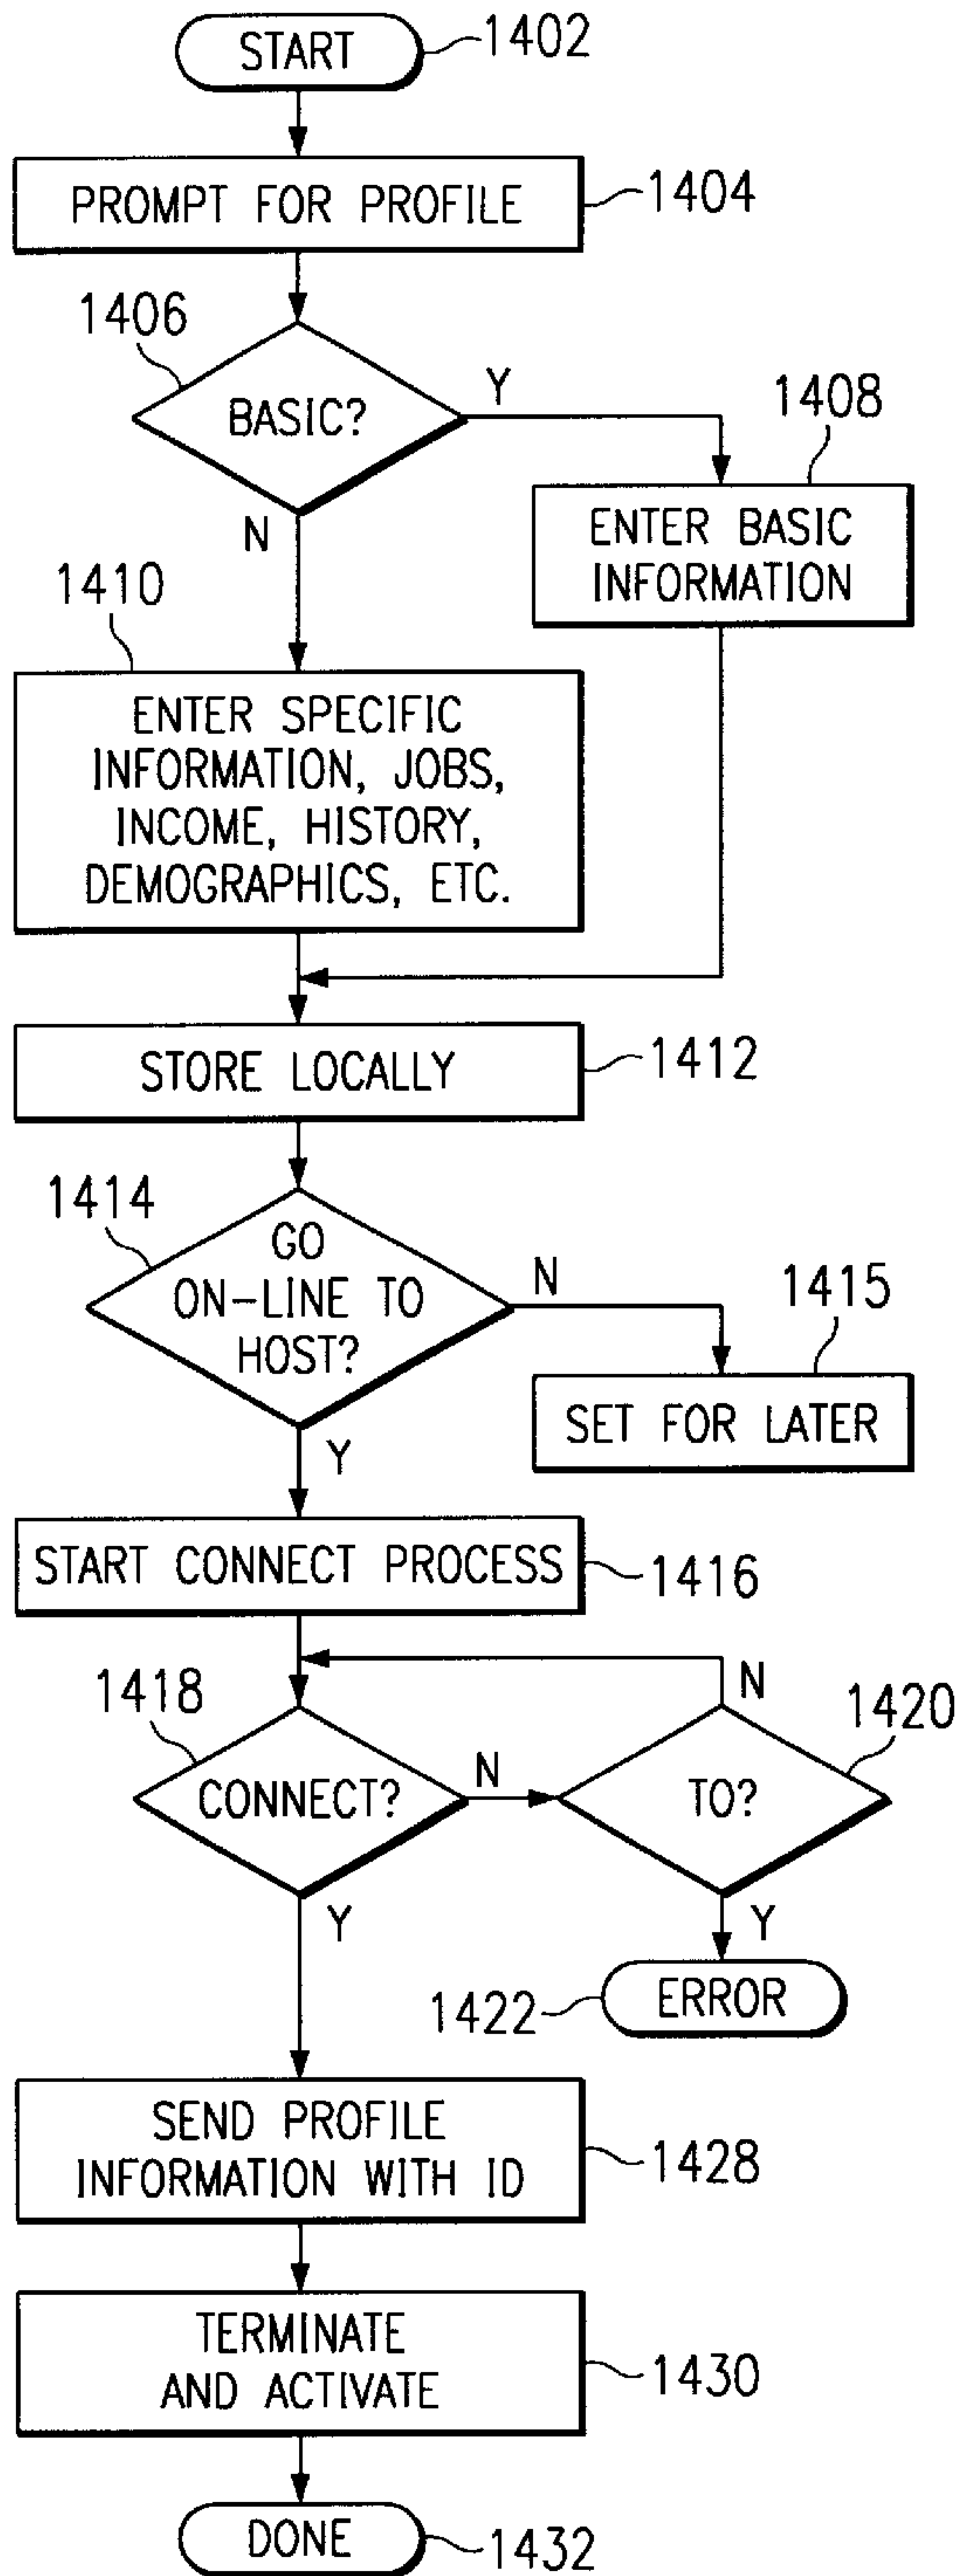 START
1402
PROMPT FOR PROFILE
1404
1406
BASIC?
Y
N
1408
ENTER BASIC
INFORMATION
1410
ENTER SPECIFIC
INFORMATION, JOBS,
INCOME, HISTORY,
DEMOGRAPHICS, ETC.
STORE LOCALLY
1412
1414
GO
ON-LINE TO
HOST?
N
Y
1415
SET FOR LATER
START CONNECT PROCESS
1416
1418
CONNECT?
N
Y
1420
TO?
N
Y
1422
ERROR
SEND PROFILE
INFORMATION WITH ID
1428
TERMINATE
AND ACTIVATE
1430
DONE
1432